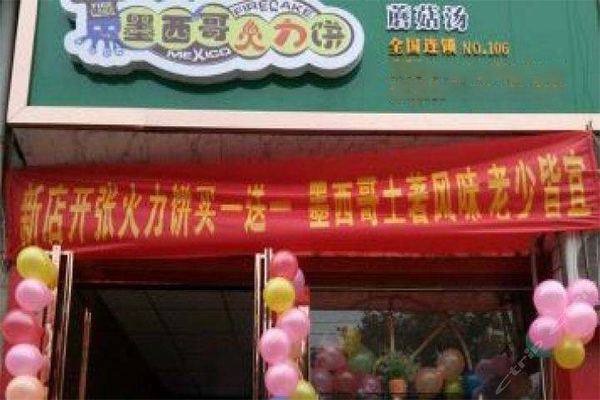 FIRECAKE
墨西哥火力饼
MEXICO
蘑菇汤
全国连锁 NO.106
新店开张火力饼买一送一 墨西哥土著风味老少皆宜